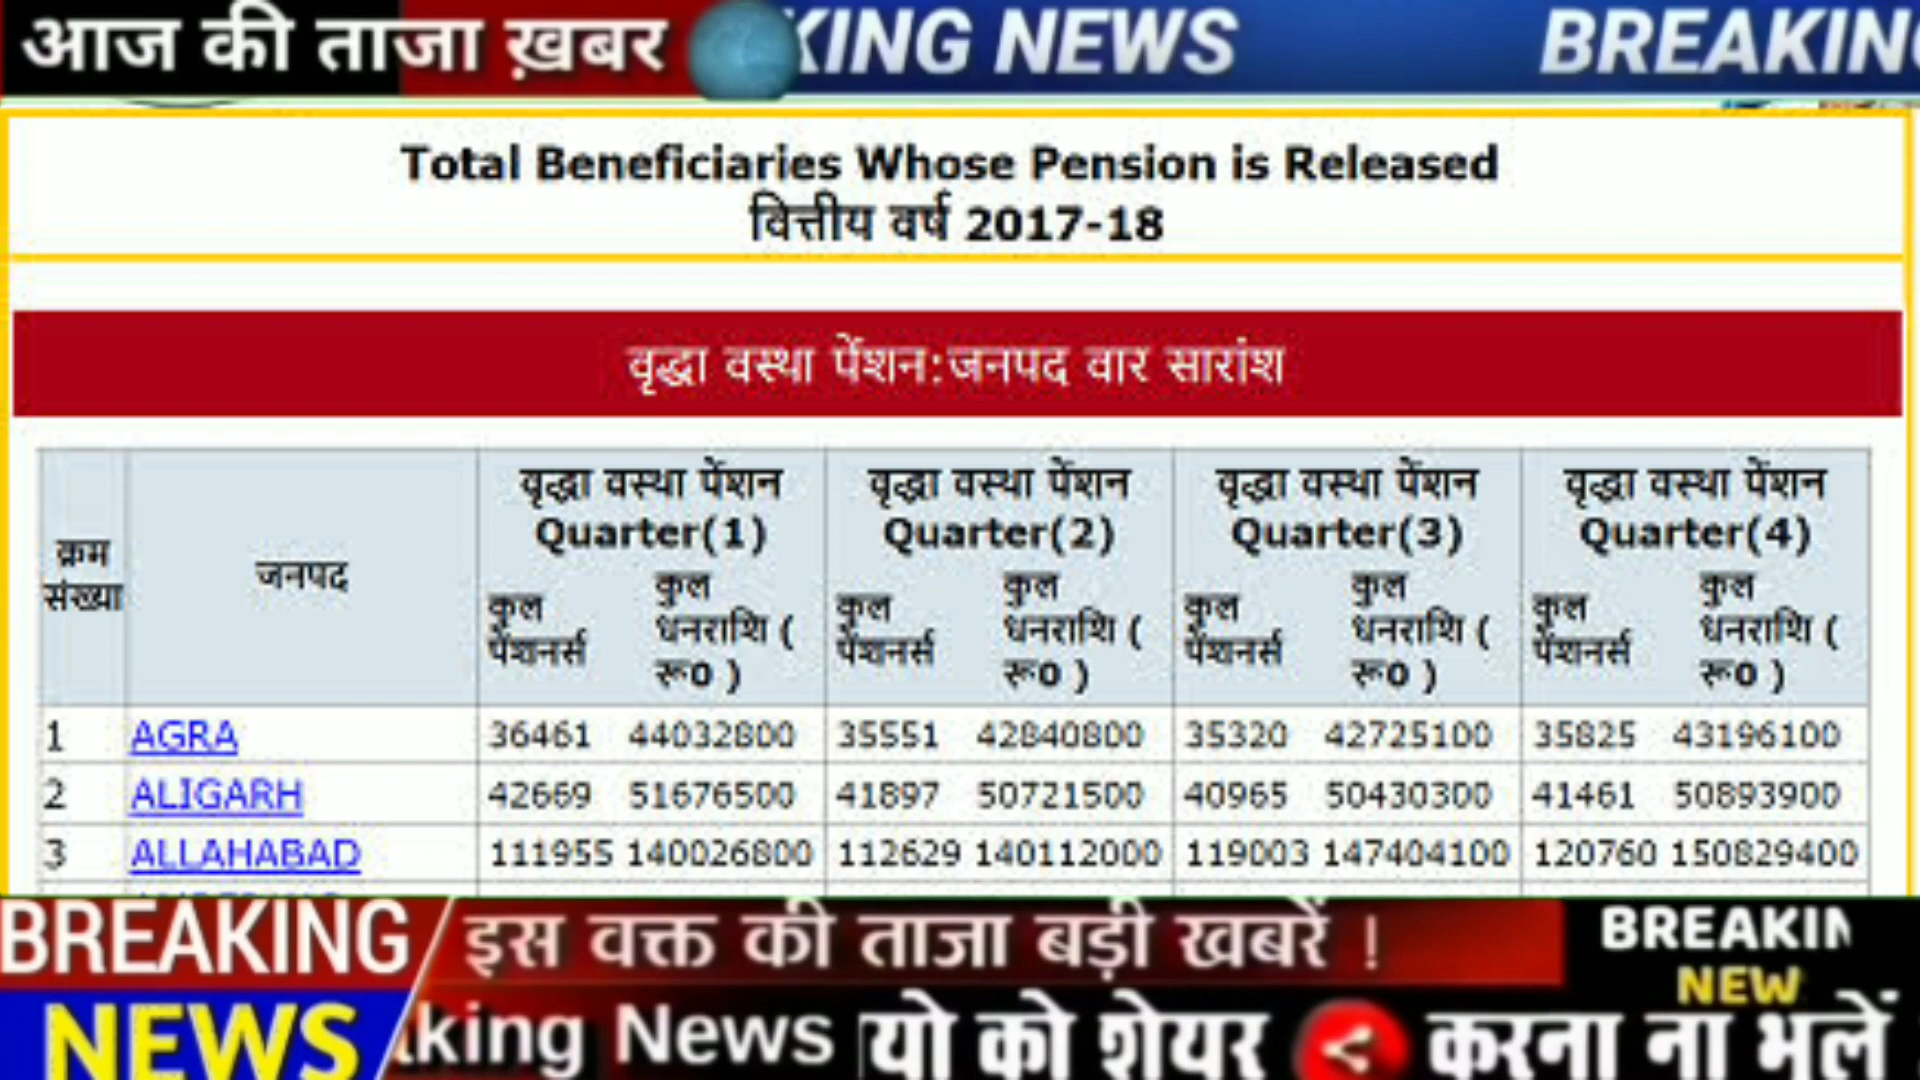 आज की ताजा ख़बर KING NEWS BREAKING
Total Beneficiaries Whose Pension is Released
वित्तीय वर्ष 2017-18
वृद्धा वस्था पेंशन:जनपद वार सारांश
क्रम संख्या जनपद वृद्धा वस्था पेंशन Quarter(1) वृद्धा वस्था पेंशन Quarter(2) वृद्धा वस्था पेंशन Quarter(3) वृद्धा वस्था पेंशन Quarter(4)
कुल पेंशनर्स कुल धनराशि ( रू0 ) कुल पेंशनर्स कुल धनराशि ( रू0 ) कुल पेंशनर्स कुल धनराशि ( रू0 ) कुल पेंशनर्स कुल धनराशि ( रू0 )
1 AGRA 36461 44032800 35551 42840800 35320 42725100 35825 43196100
2 ALIGARH 42669 51676500 41897 50721500 40965 50430300 41461 50893900
3 ALLAHABAD 111955 140026800 112629 140112000 119003 147404100 120760 150829400
BREAKING इस वक्त की ताजा बड़ी खबरें ! BREAKIN
NEW
NEWS king News यो को शेयर करना ना भूलें